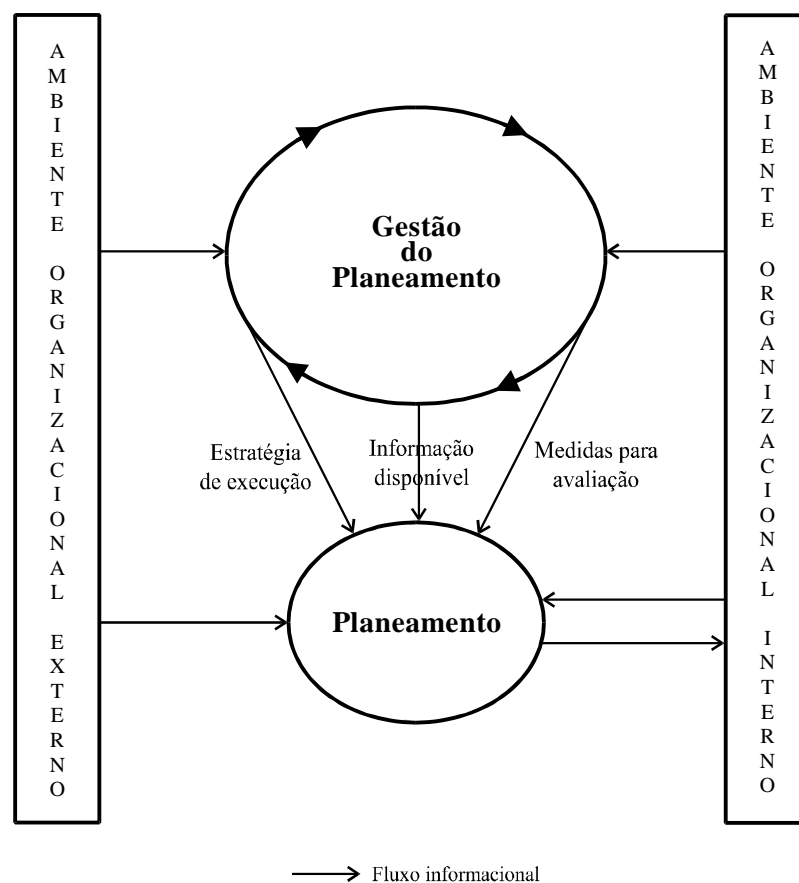 AMBIENTE ORGANIZACIONAL EXTERNO
Gestão
do
Planeamento
Estratégia
de execução
Informação
disponível
Medidas para
avaliação
Planeamento
AMBIENTE ORGANIZACIONAL INTERNO
Fluxo informacional